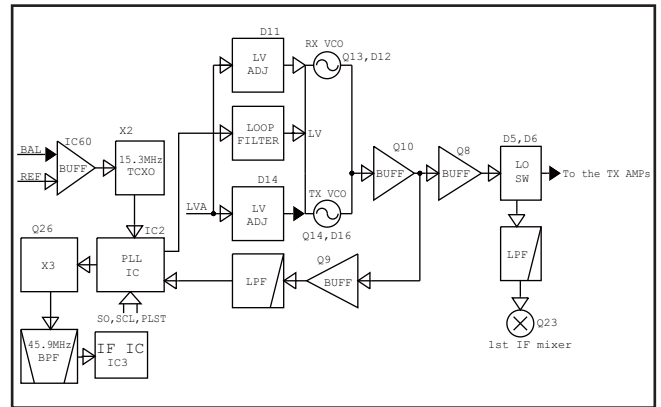 D11
RX VCO
LV
ADJ
Q13,D12
LOOP
FILTER
LV
X2
IC60
BAL
REF
BUFF
15.3MHz
TCXO
Q10
BUFF
Q8
BUFF
D5,D6
LO
SW
To the TX AMPs
D14
TX VCO
LVA
LV
ADJ
Q14,D16
Q26
X3
IC2
PLL
IC
LPF
Q9
BUFF
LPF
SO,SCL,PLST
45.9MHz
BPF
IF IC
IC3
Q23
1st IF mixer